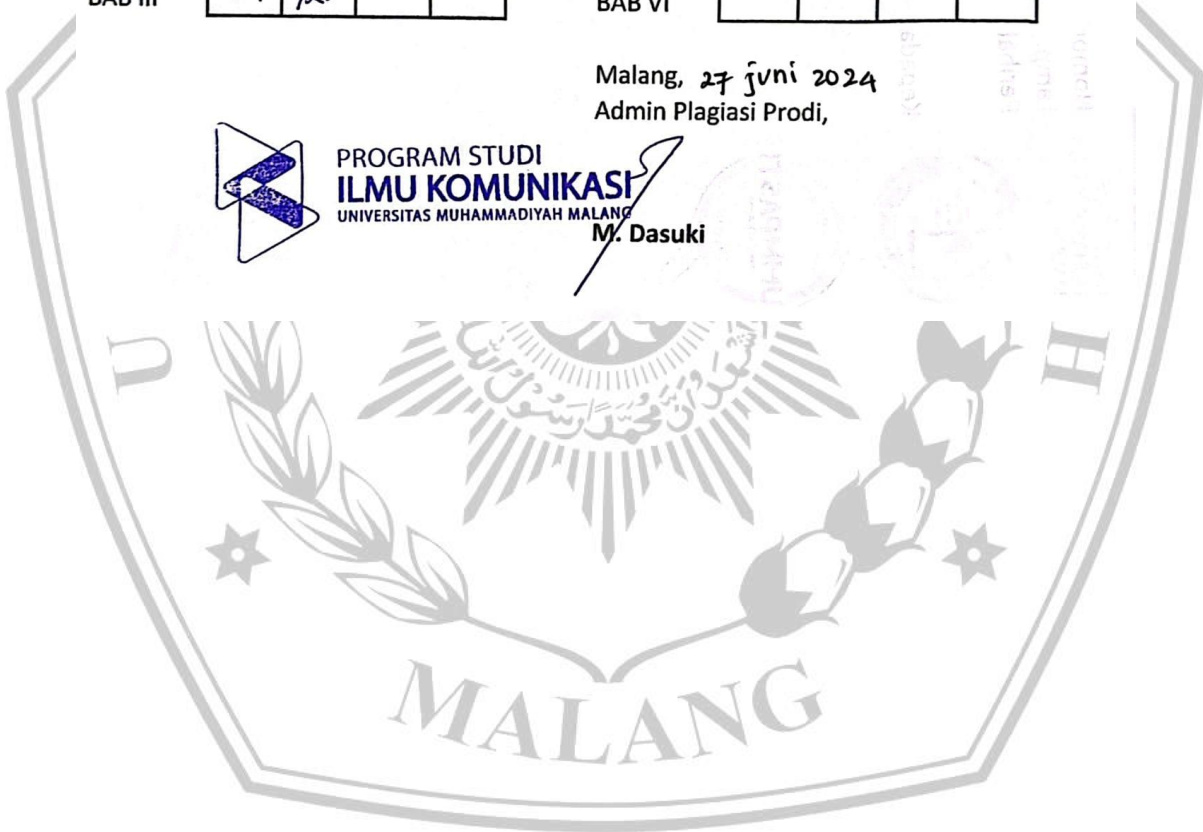 BAB III
BAB VI
Malang, 27 juni 2024
Admin Plagiasi Prodi,
PROGRAM STUDI
ILMU KOMUNIKASI
UNIVERSITAS MUHAMMADIYAH MALANG
M. Dasuki
U
H
MALANG